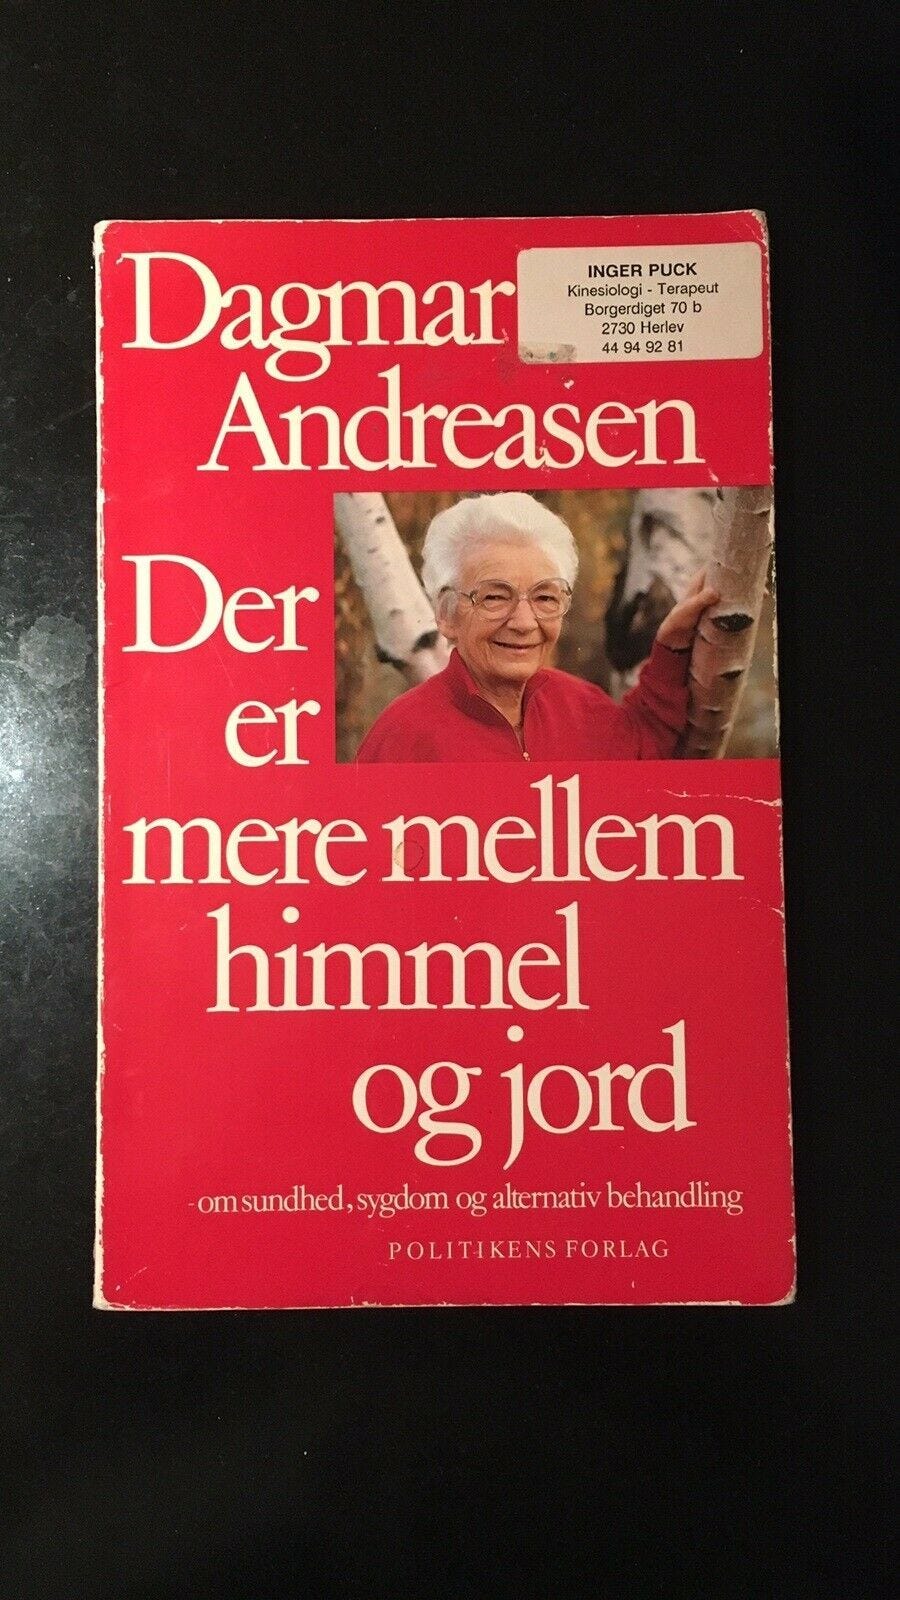 Dagmar
INGER PUCK
Kinesiologi - Terapeut
Borgerdiget 70 b
2730 Herlev
44 94 92 81
Andreasen
Der
er
mere mellem
himmel
og jord
- om sundhed, sygdom og alternativ behandling
POLITIKENS FORLAG